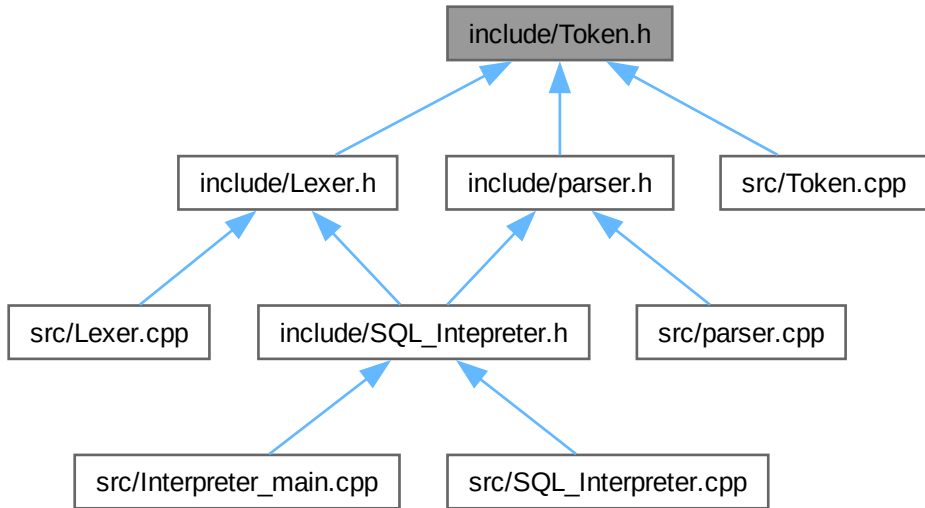 include/Token.h
include/Lexer.h
include/parser.h
src/Token.cpp
src/Lexer.cpp
include/SQL_Intepreter.h
src/parser.cpp
src/Interpreter_main.cpp
src/SQL_Interpreter.cpp